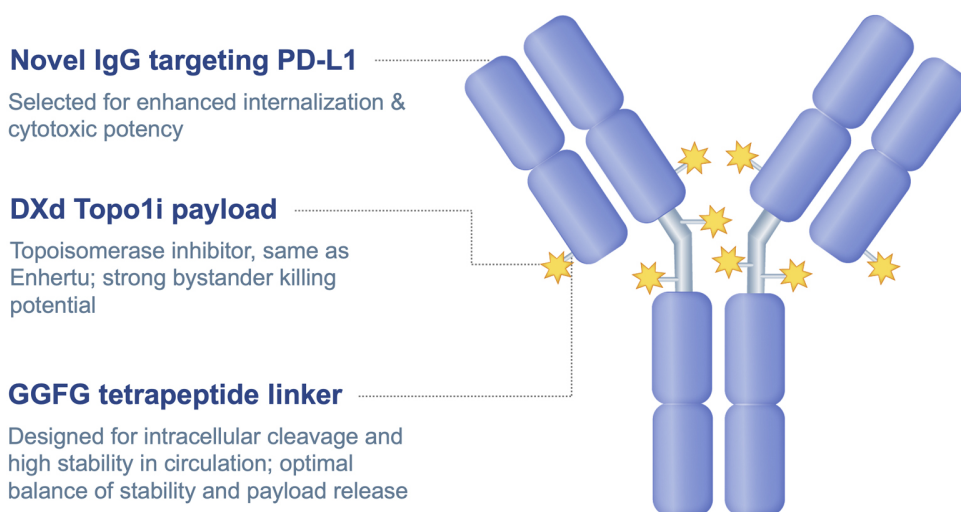 Novel IgG targeting PD-L1
Selected for enhanced internalization &
cytotoxic potency
DXd Topo1i payload
Topoisomerase inhibitor, same as
Enhertu; strong bystander killing
potential
GGFG tetrapeptide linker
Designed for intracellular cleavage and
high stability in circulation; optimal
balance of stability and payload release